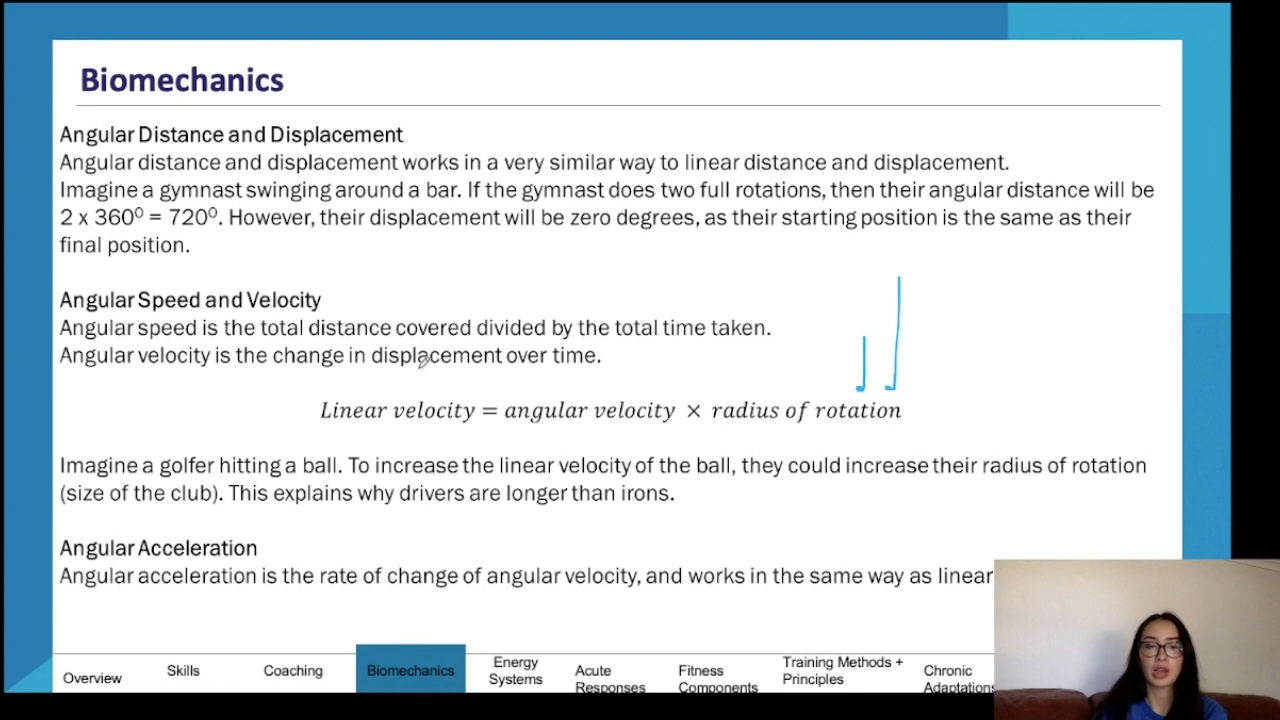 Biomechanics
Angular Distance and Displacement
Angular distance and displacement works in a very similar way to linear distance and displacement.
Imagine a gymnast swinging around a bar. If the gymnast does two full rotations, then their angular distance will be
2 x 360⁰ = 720⁰. However, their displacement will be zero degrees, as their starting position is the same as their
final position.
Angular Speed and Velocity
Angular speed is the total distance covered divided by the total time taken.
Angular velocity is the change in displacement over time.
Linear velocity = angular velocity × radius of rotation
Imagine a golfer hitting a ball. To increase the linear velocity of the ball, they could increase their radius of rotation
(size of the club). This explains why drivers are longer than irons.
Angular Acceleration
Angular acceleration is the rate of change of angular velocity, and works in the same way as linear
Overview
Skills
Coaching
Biomechanics
Energy
Systems
Acute
Responses
Fitness
Components
Training Methods +
Principles
Chronic
Adaptations